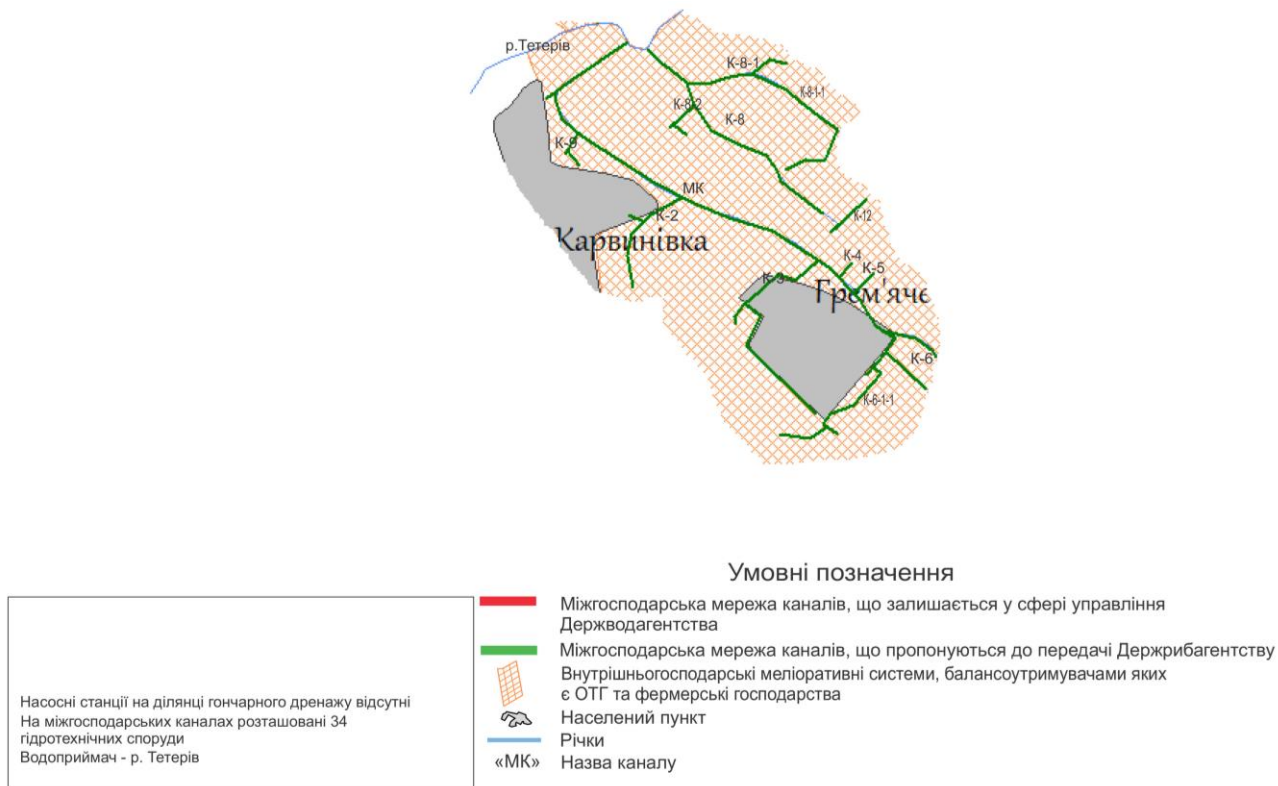 р.Тетерів
К-8-1
К-8-1-1
К-8-2
К-8
К-9
МК
К-2
К-12
Карвинівка
К-4
К-5
К-3
Грем'яче
К-6
К-6-1-1
Умовні позначення
Міжгосподарська мережа каналів, що залишається у сфері управління
Держводагентства
Міжгосподарська мережа каналів, що пропонуються до передачі Держрибагентству
Внутрішньогосподарські меліоративні системи, балансоутримувачами яких
є ОТГ та фермерські господарства
Населений пункт
Річки
«МК» Назва каналу
Насосні станції на ділянці гончарного дренажу відсутні
На міжгосподарських каналах розташовані 34
гідротехнічних споруди
Водоприймач - р. Тетерів